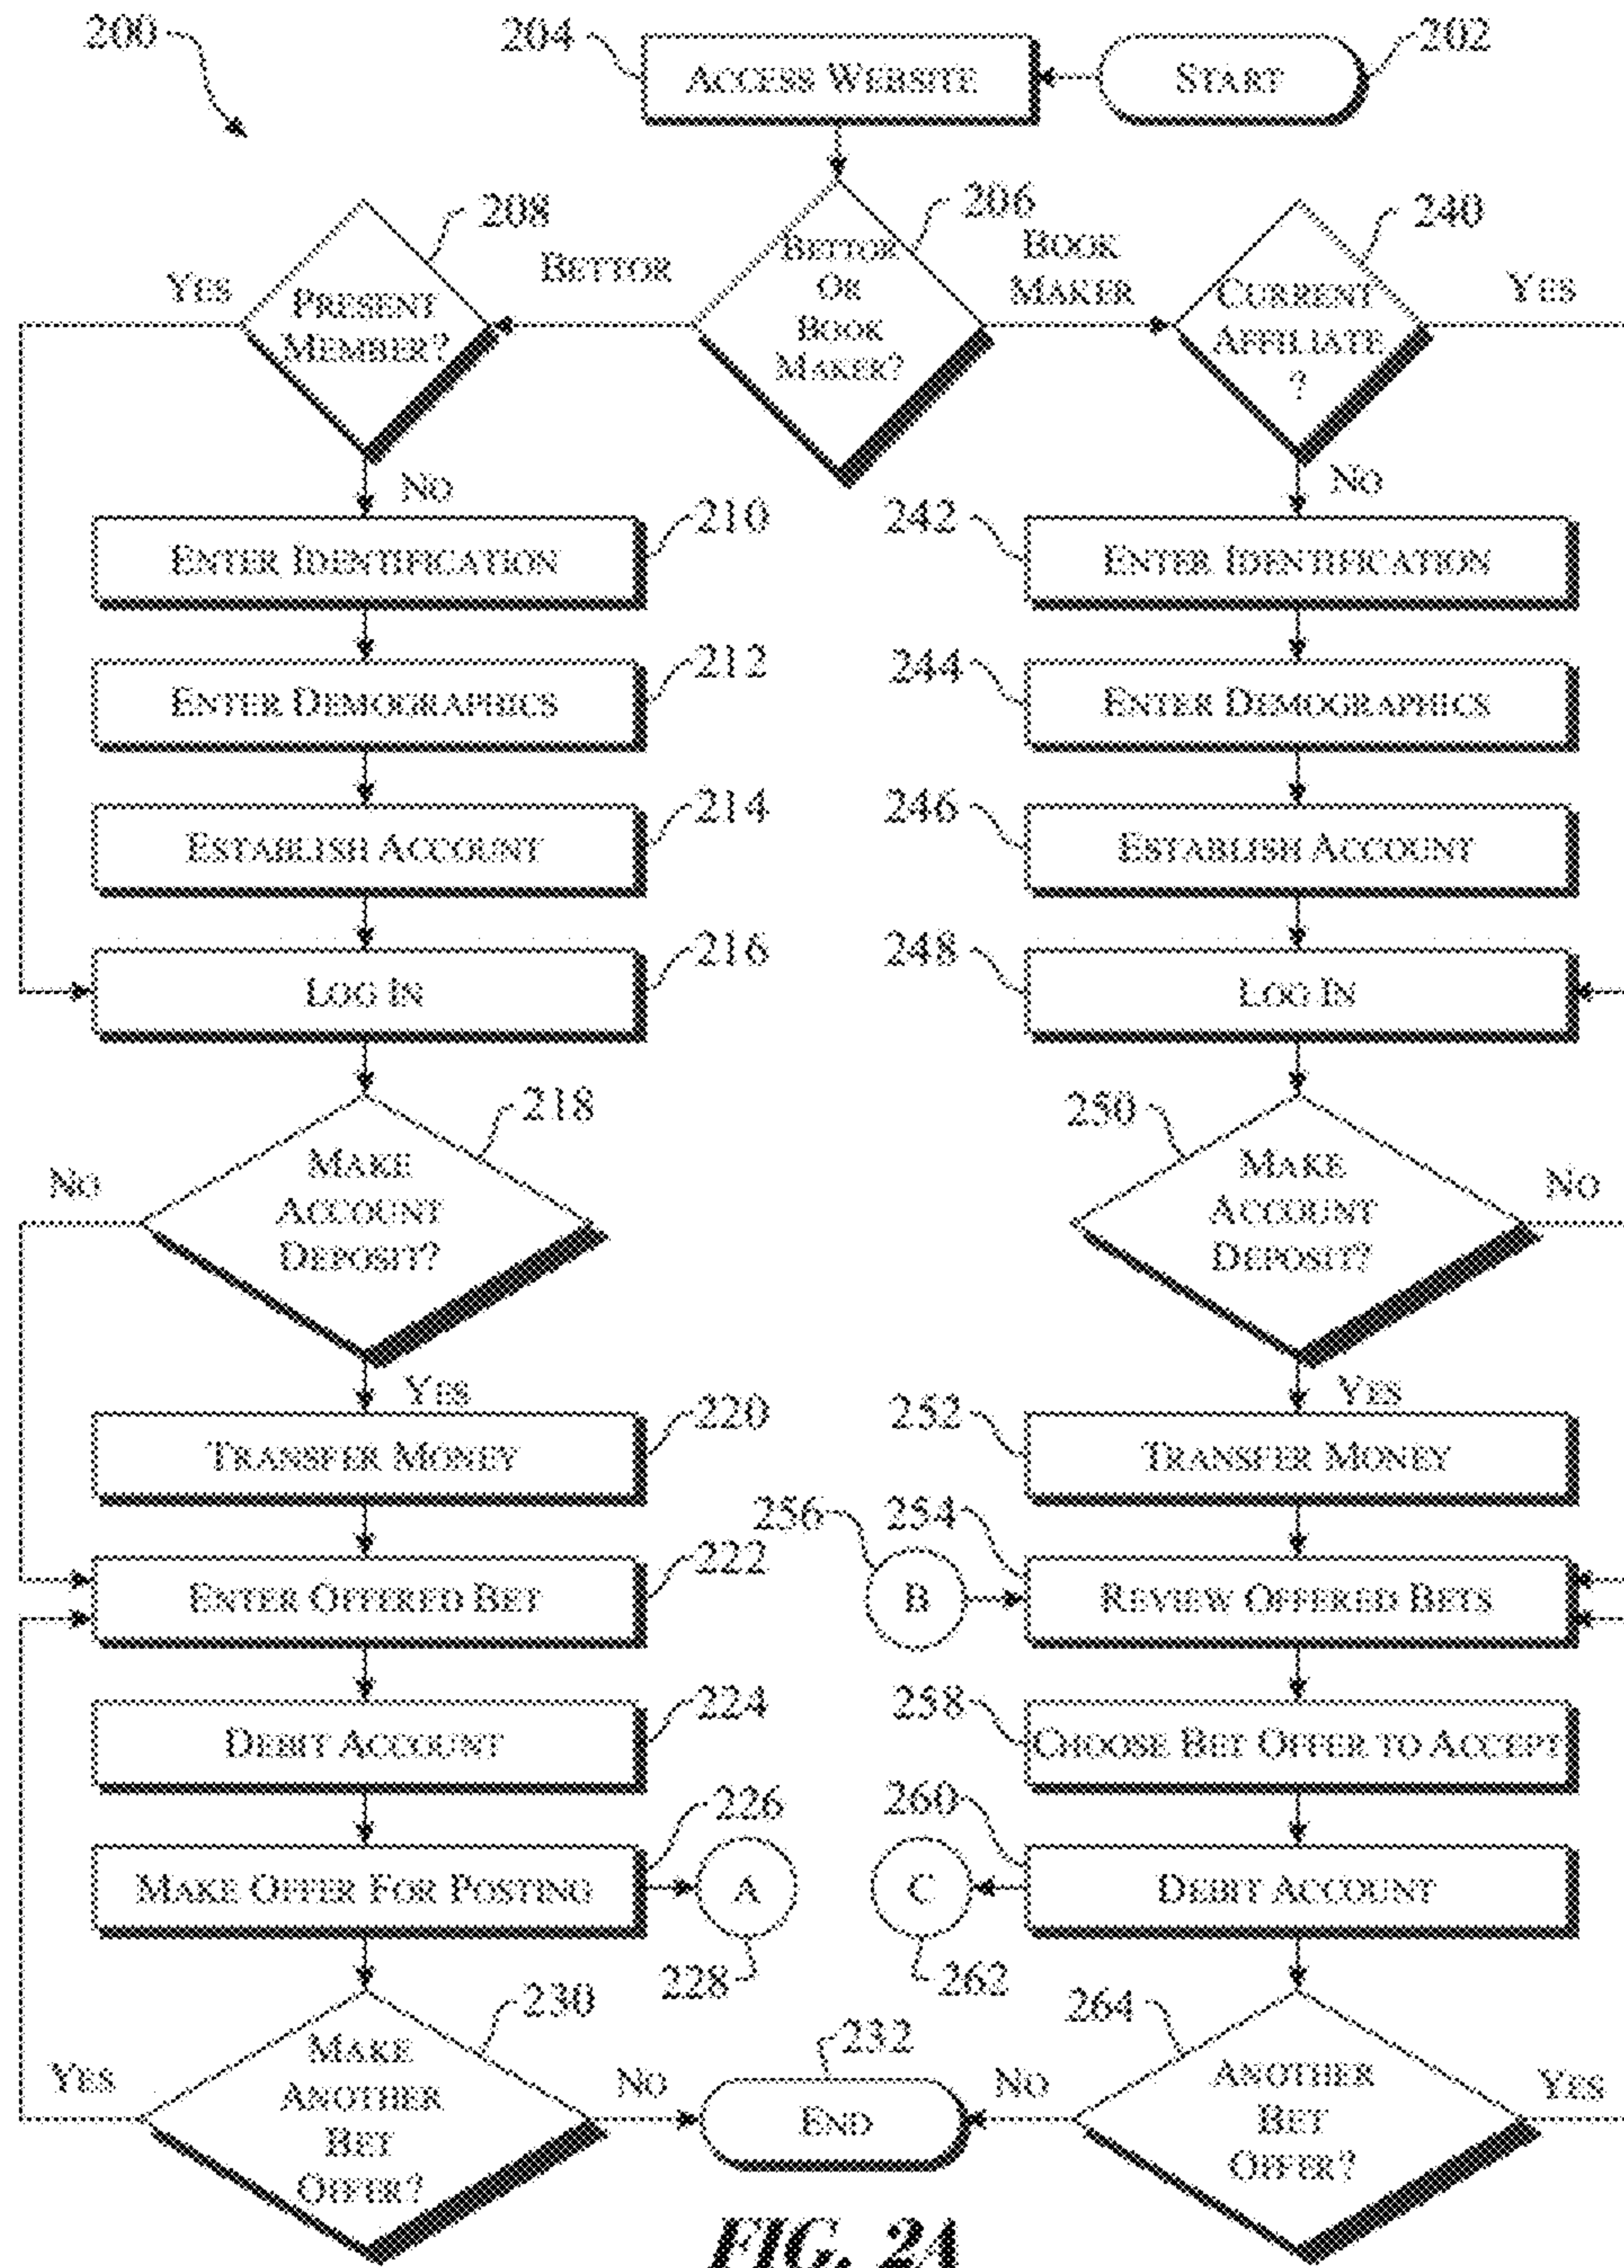 200
204
ACCESS WEBSITE
START
202
208
206
240
YES
PRESENT
MEMBER?
BETTOR
BETTOR
OR
BOOK
MAKER?
BOOK
MAKER
CURRENT
AFFILIATE
?
YES
NO
NO
ENTER IDENTIFICATION
210
242
ENTER IDENTIFICATION
ENTER DEMOGRAPHICS
212
244
ENTER DEMOGRAPHICS
ESTABLISH ACCOUNT
214
246
ESTABLISH ACCOUNT
LOG IN
216
248
LOG IN
218
250
NO
MAKE
ACCOUNT
DEPOSIT?
MAKE
ACCOUNT
DEPOSIT?
NO
YES
YES
TRANSFER MONEY
220
252
TRANSFER MONEY
256
254
ENTER OFFERED BET
222
B
REVIEW OFFERED BETS
DEBIT ACCOUNT
224
258
CHOOSE BET OFFER TO ACCEPT
226
260
MAKE OFFER FOR POSTING
A
C
DEBIT ACCOUNT
228
262
230
264
232
YES
MAKE
ANOTHER
BET
OFFER?
NO
END
NO
ANOTHER
BET
OFFER?
YES
FIG. 2A